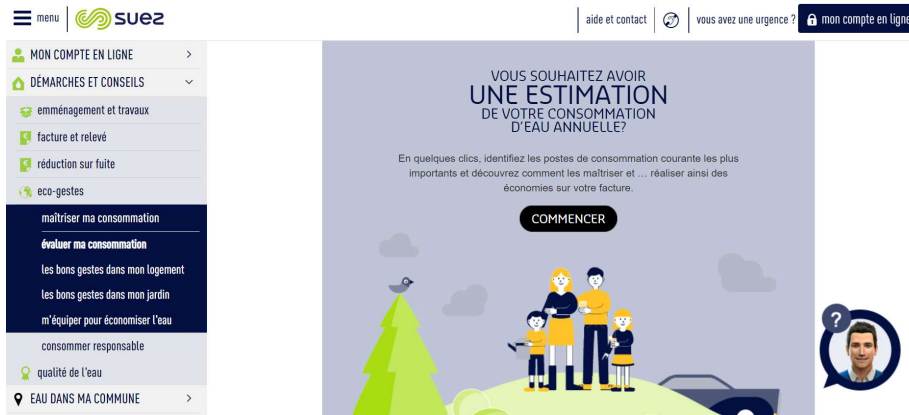 menu
suez
aide et contact
vous avez une urgence ?
mon compte en ligne
MON COMPTE EN LIGNE
DÉMARCHES ET CONSEILS
emménagement et travaux
facture et relevé
réduction sur fuite
eco-gestes
maîtriser ma consommation
évaluer ma consommation
les bons gestes dans mon logement
les bons gestes dans mon jardin
m'équiper pour économiser l'eau
consommer responsable
qualité de l'eau
EAU DANS MA COMMUNE
VOUS SOUHAITEZ AVOIR
UNE ESTIMATION
DE VOTRE CONSOMMATION
D'EAU ANNUELLE?
En quelques clics, identifiez les postes de consommation courante les plus
importants et découvrez comment les maîtriser et … réaliser ainsi des
économies sur votre facture.
COMMENCER
?